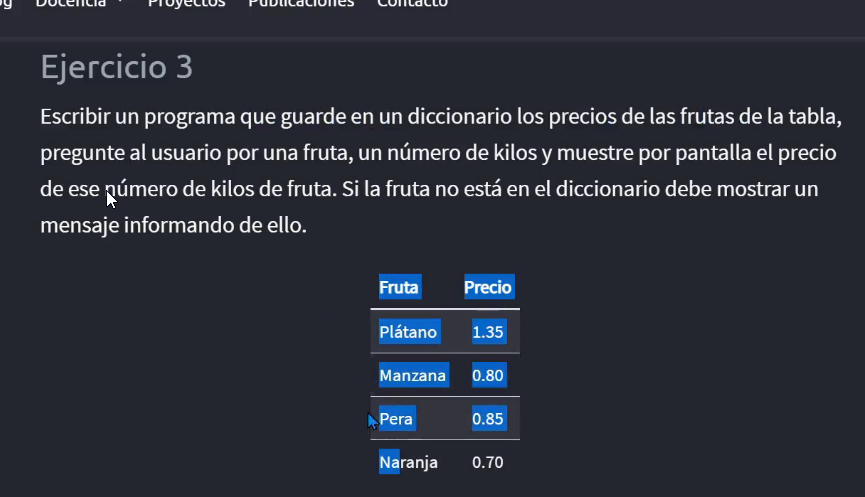 Docencia Proyectos Publicaciones Contacto
Ejercicio 3
Escribir un programa que guarde en un diccionario los precios de las frutas de la tabla,
pregunte al usuario por una fruta, un número de kilos y muestre por pantalla el precio
de ese número de kilos de fruta. Si la fruta no está en el diccionario debe mostrar un
mensaje informando de ello.
Fruta Precio
Plátano 1.35
Manzana 0.80
Pera 0.85
Naranja 0.70